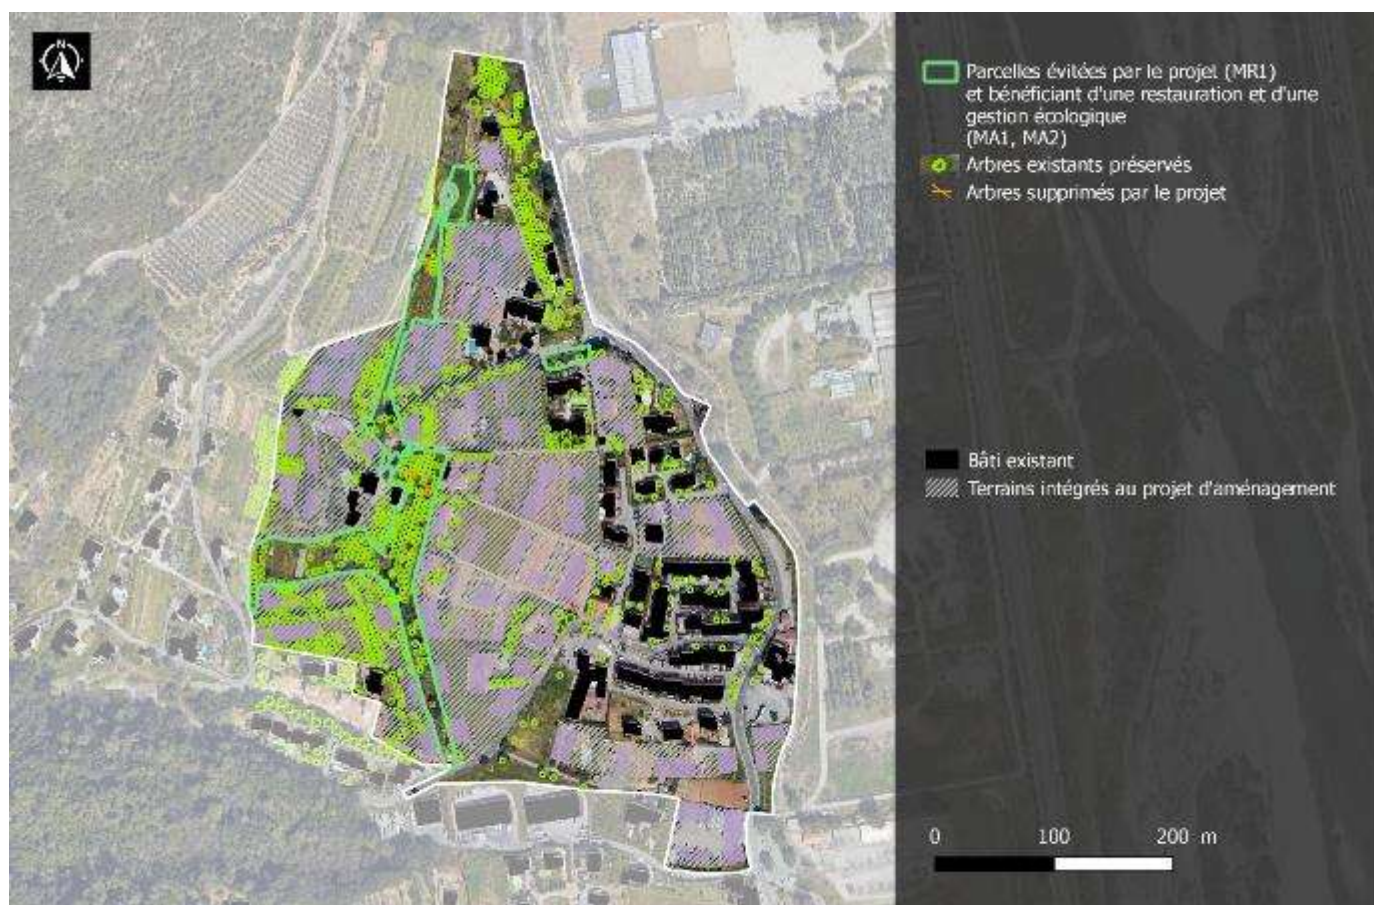 N
Parcelles évitées par le projet (MR1)
et bénéficiant d'une restauration et d'une
gestion écologique
(MA1, MA2)
Arbres existants préservés
Arbres supprimés par le projet
Bâti existant
Terrains intégrés au projet d'aménagement
0 100 200 m